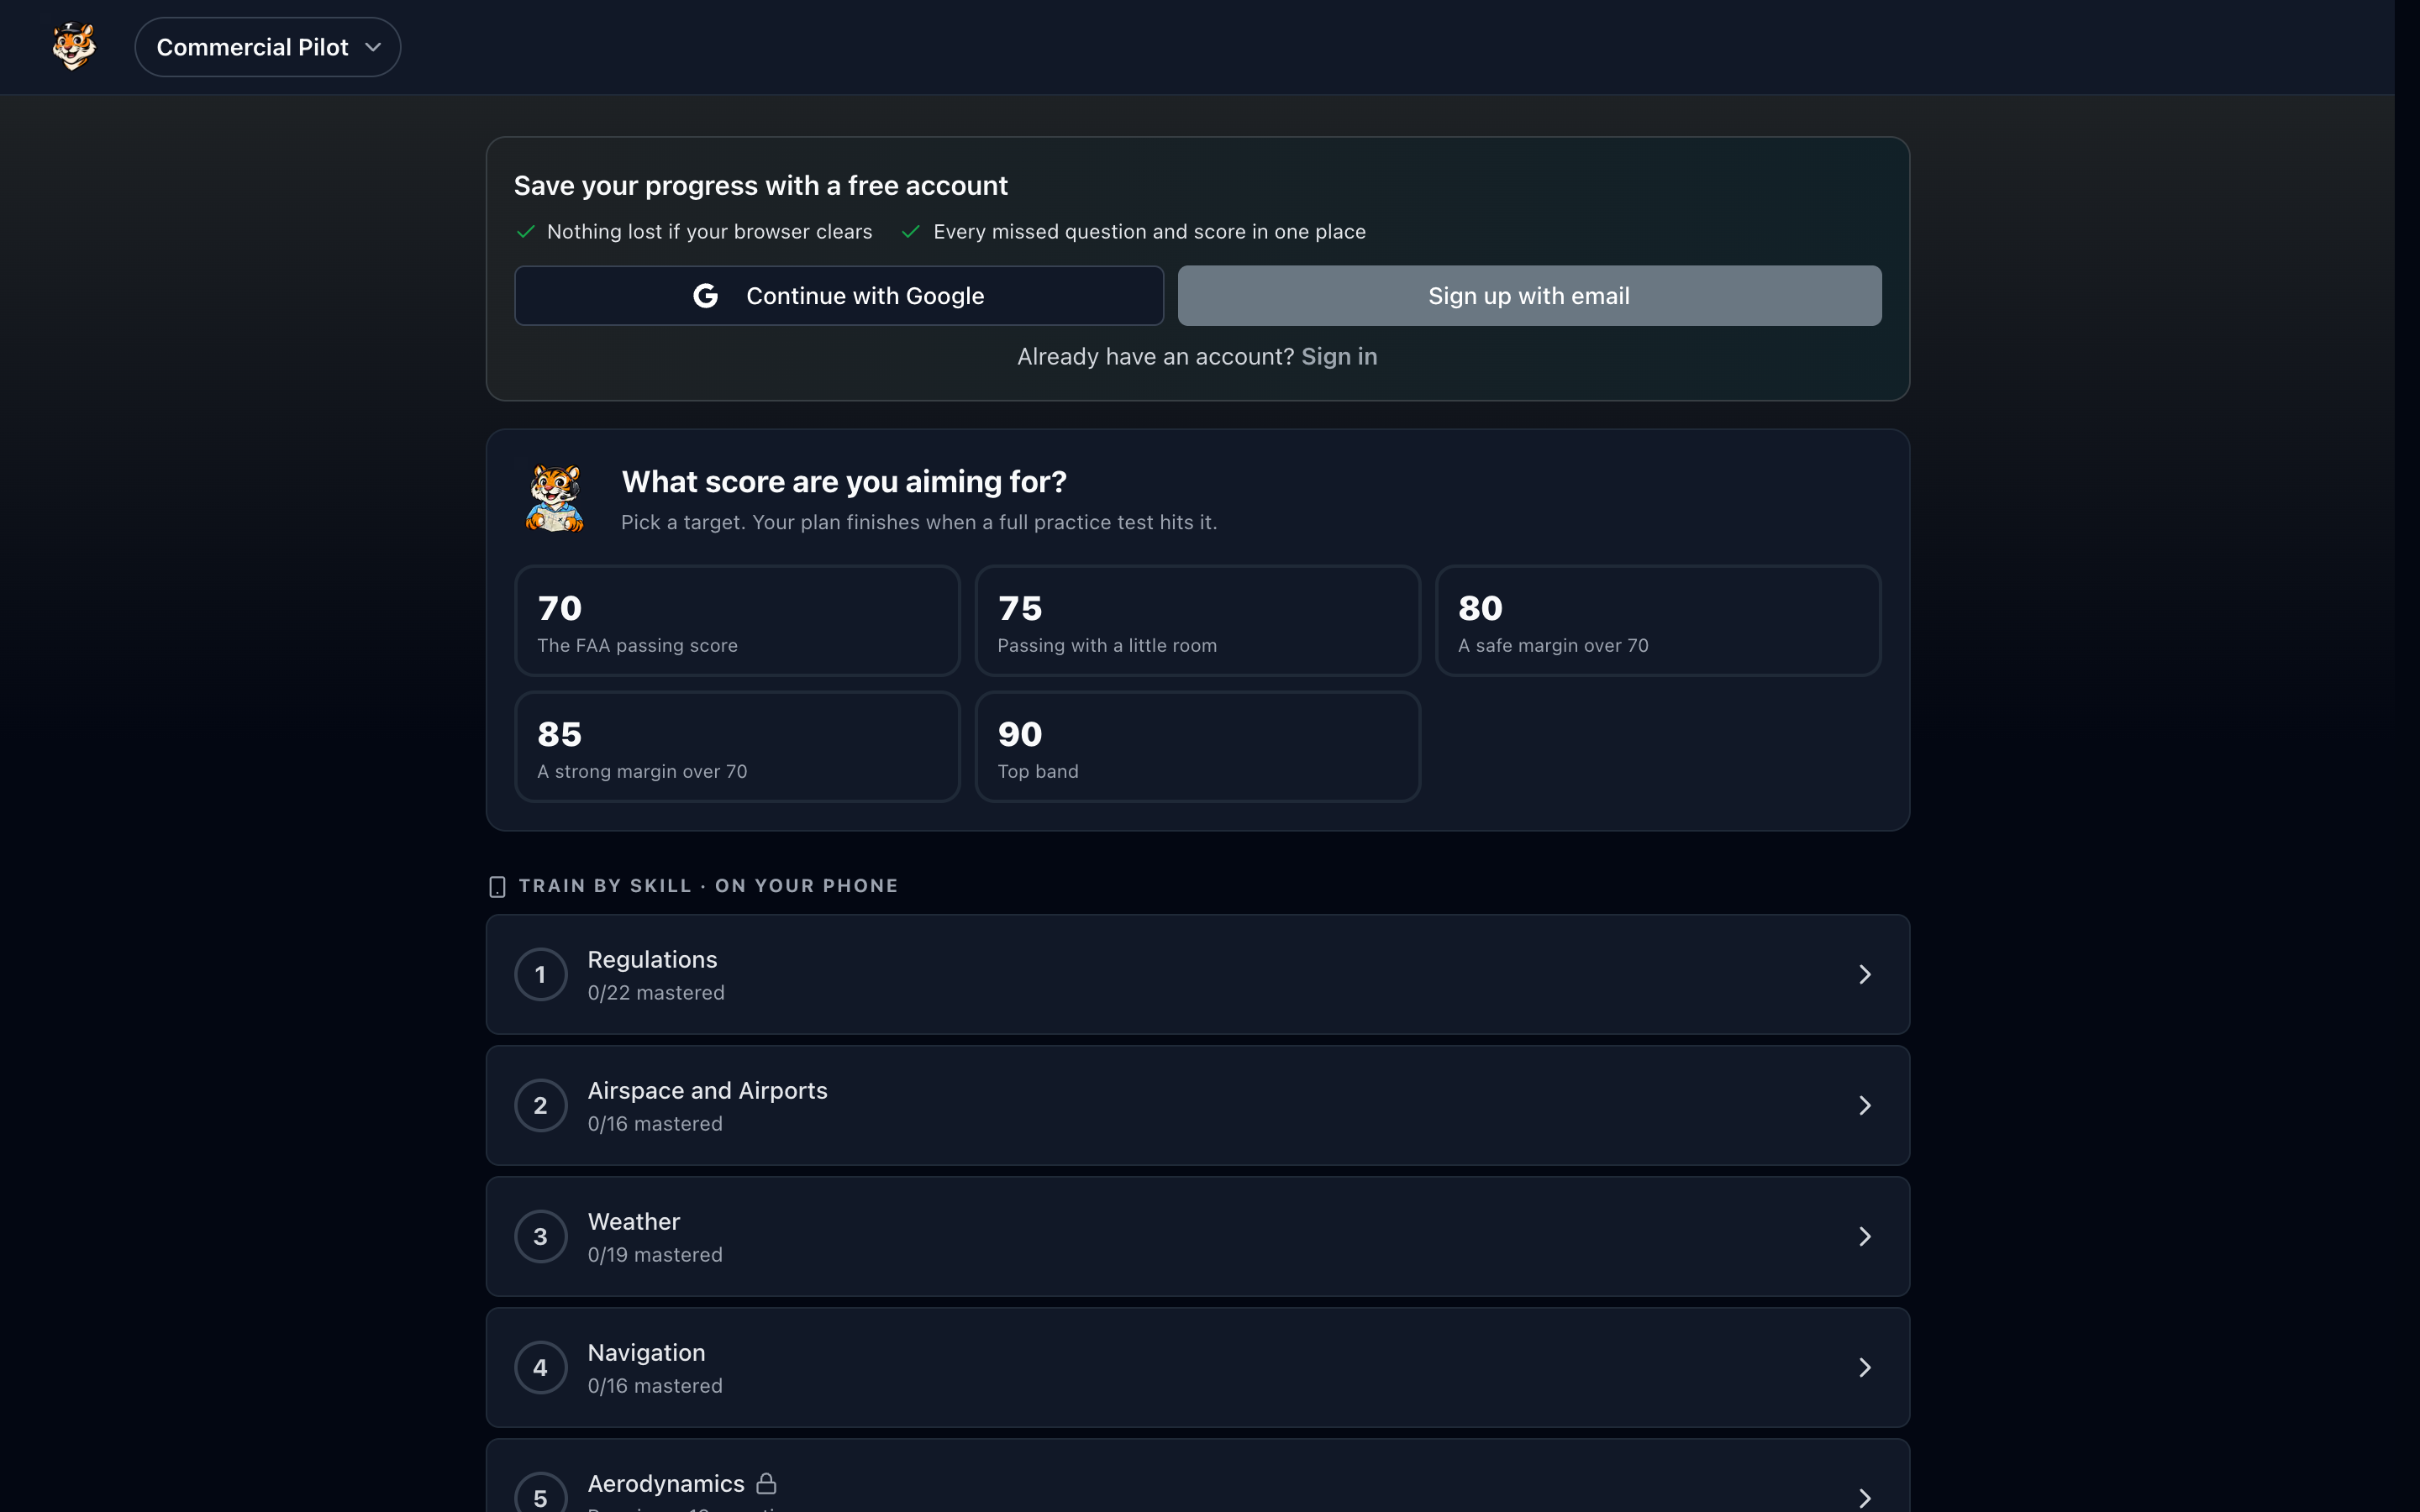 Commercial Pilot
Save your progress with a free account
Nothing lost if your browser clears
Every missed question and score in one place
Continue with Google
Sign up with email
Already have an account? Sign in
What score are you aiming for?
Pick a target. Your plan finishes when a full practice test hits it.
70
The FAA passing score
75
Passing with a little room
80
A safe margin over 70
85
A strong margin over 70
90
Top band
TRAIN BY SKILL · ON YOUR PHONE
1
Regulations
0/22 mastered
2
Airspace and Airports
0/16 mastered
3
Weather
0/19 mastered
4
Navigation
0/16 mastered
5
Aerodynamics